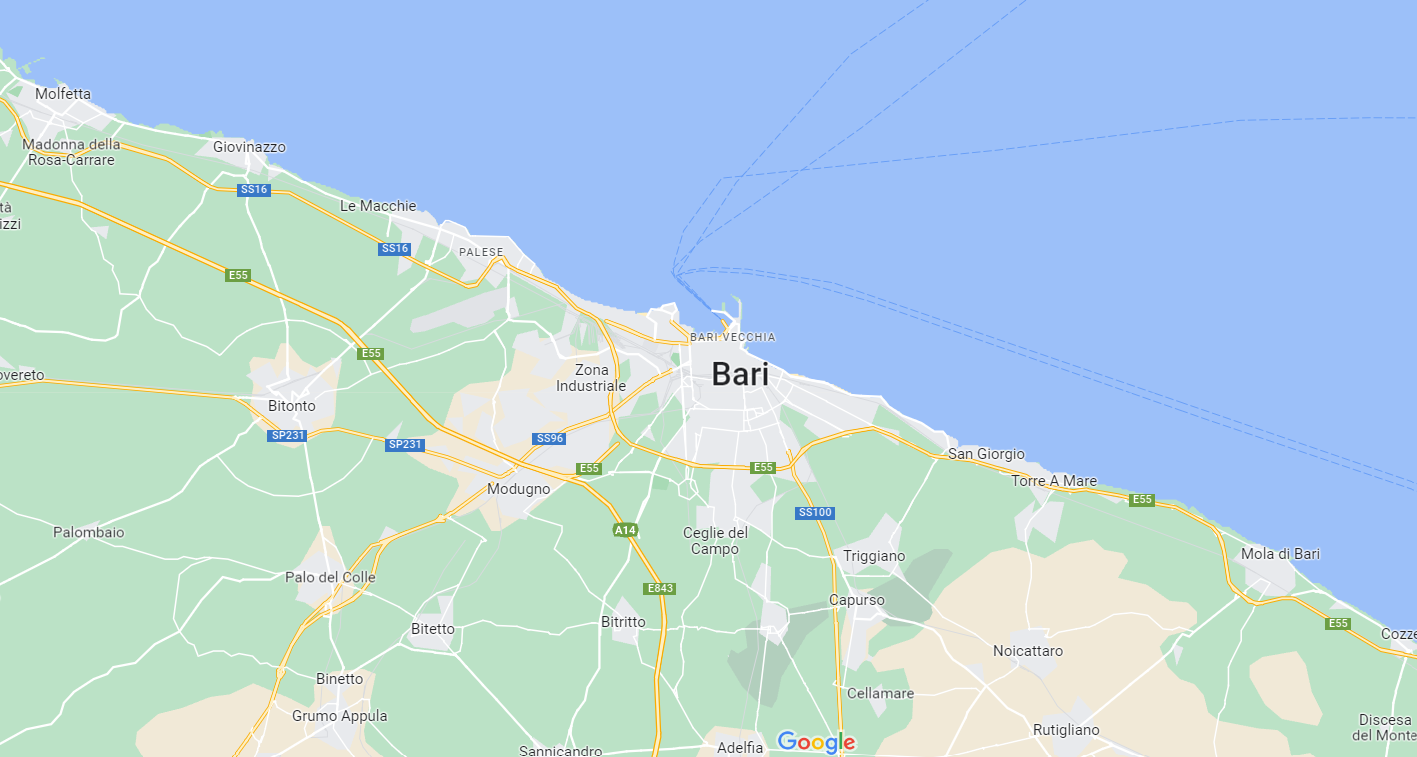 Molfetta
Madonna della
Rosa-Carrare
Giovinazzo
SS16
Le Macchie
tà
izzi
SS16
PALESE
E55
BARI VECCHIA
E55
Zona
Industriale
Bari
overeto
Bitonto
SP231
SP231
SS96
E55
E55
San Giorgio
Torre A Mare
E55
Modugno
SS100
A14
Palombaio
Ceglie del
Campo
Triggiano
Mola di Bari
Palo del Colle
E843
Capurso
Bitetto
Bitritto
E55
Cozze
Noicattaro
Binetto
Cellamare
Grumo Appula
Rutigliano
Discesa
del Monte
Sannicandro
Adelfia
Google